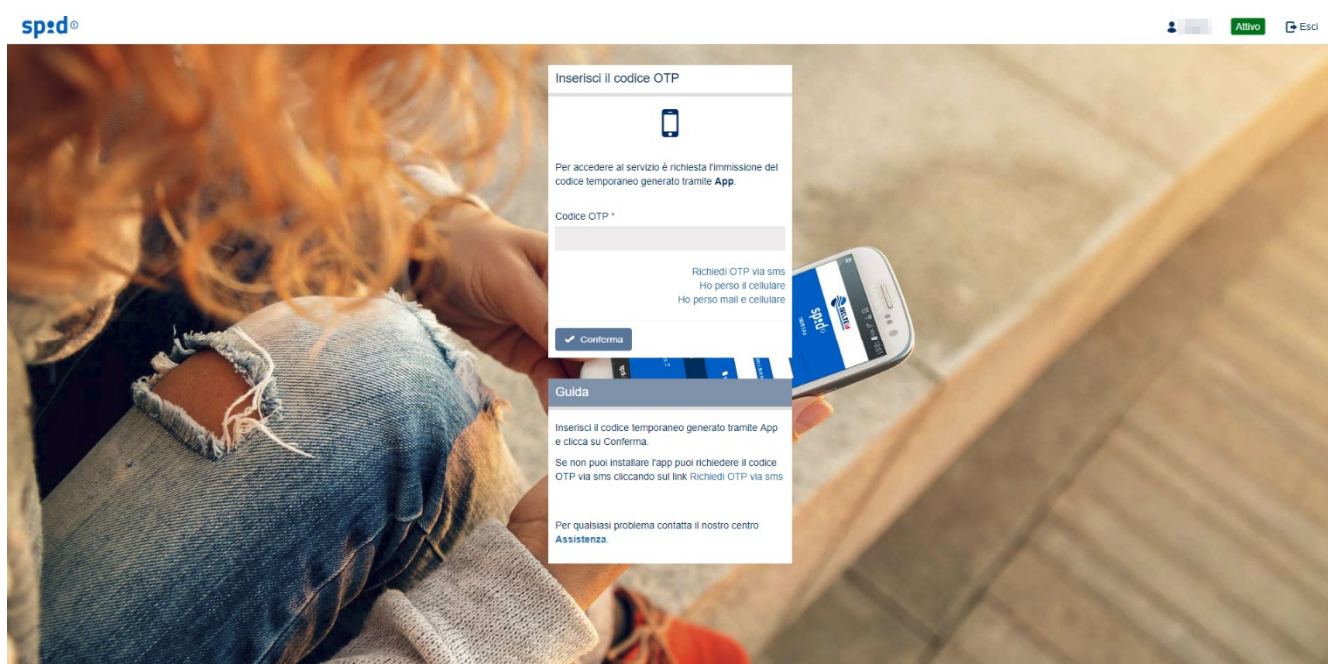 spid
Attivo
Esci
Inserisci il codice OTP
Per accedere al servizio è richiesta l'immissione del
codice temporaneo generato tramite App.
Codice OTP *
Richiedi OTP via sms
Ho perso il cellulare
Ho perso mail e cellulare
Conferma
spid
Guida
Inserisci il codice temporaneo generato tramite App
e clicca su Conferma.
Se non puoi installare l'app puoi richiedere il codice
OTP via sms cliccando sul link Richiedi OTP via sms
Per qualsiasi problema contatta il nostro centro
Assistenza.